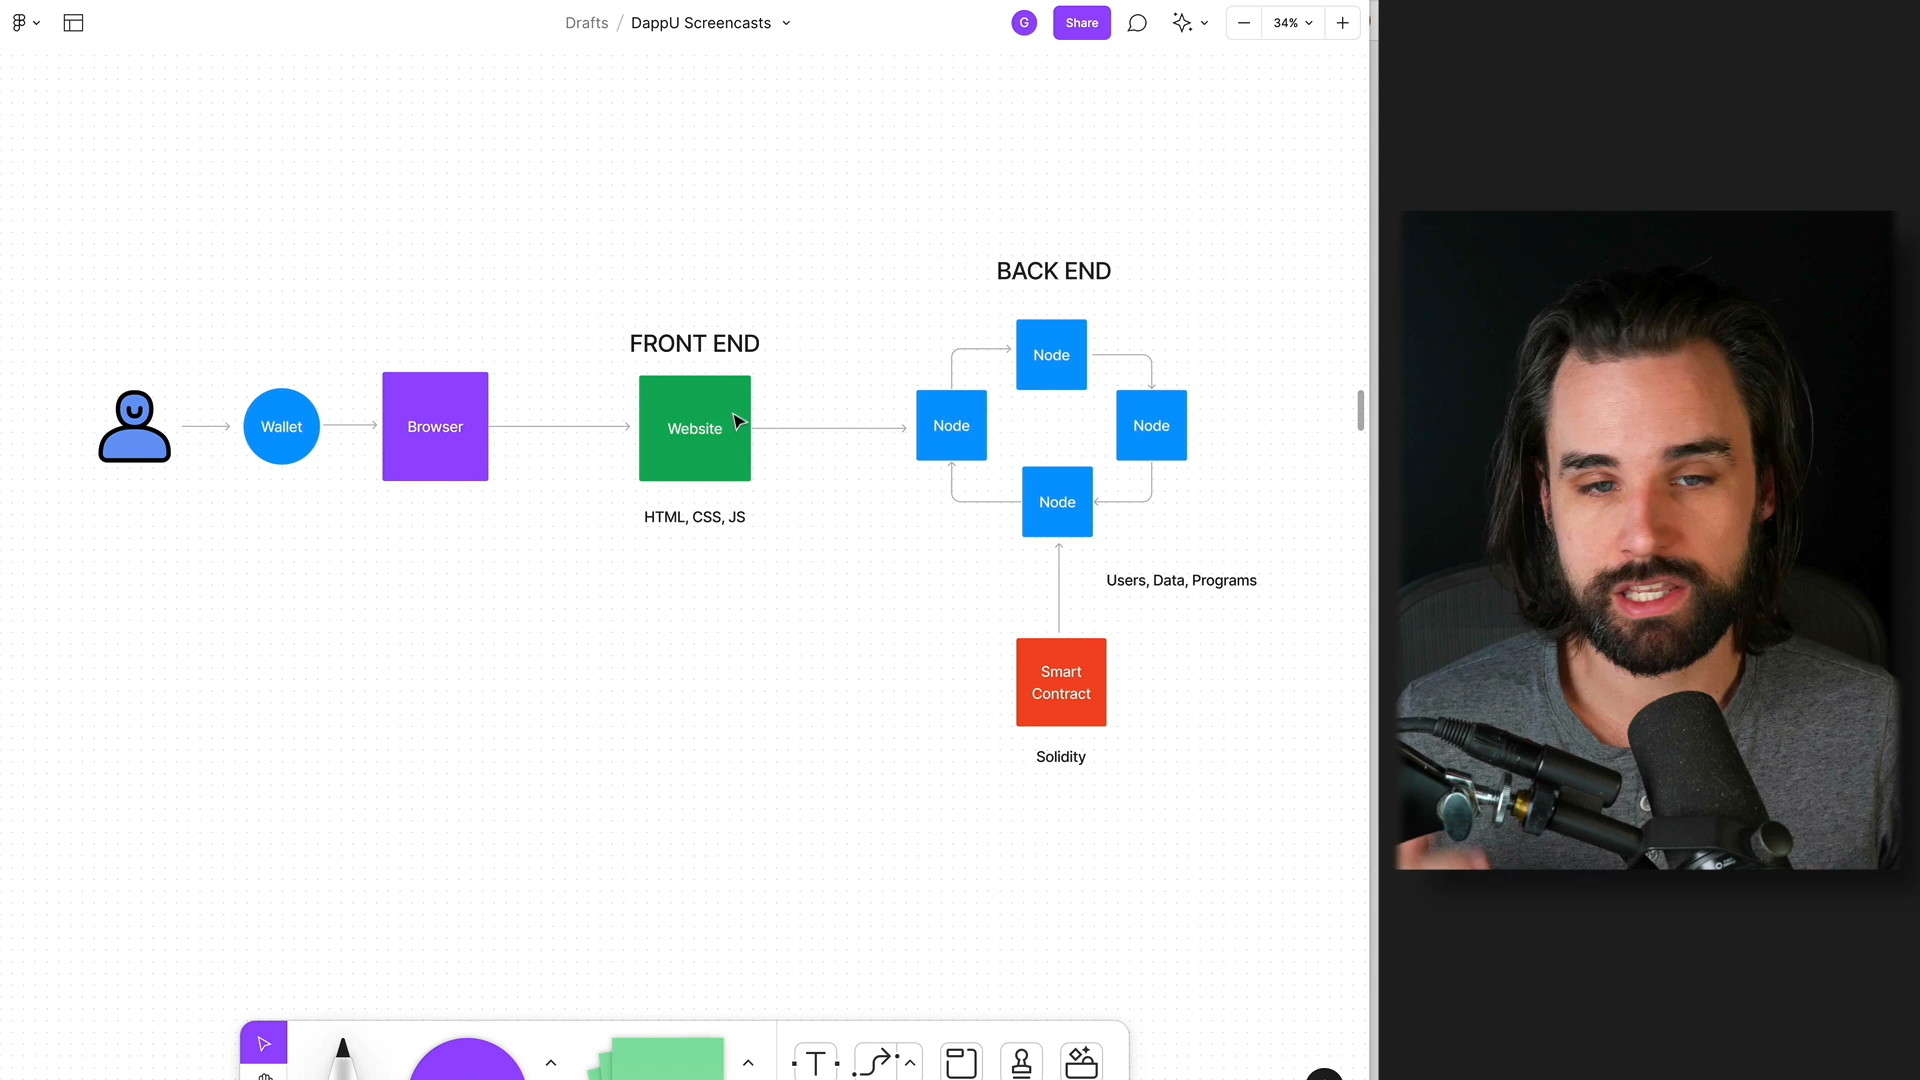 Drafts / DappU Screencasts
G
Share
34%
BACK END
FRONT END
Wallet
Browser
Website
HTML, CSS, JS
Node
Node
Node
Node
Users, Data, Programs
Smart
Contract
Solidity
T